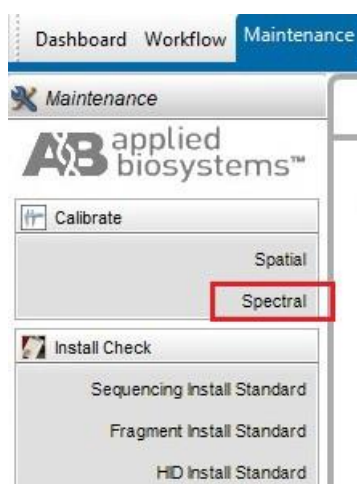 Dashboard Workflow Maintenance
Maintenance
AB applied
biosystems™
Calibrate
Spatial
Spectral
Install Check
Sequencing Install Standard
Fragment Install Standard
HID Install Standard